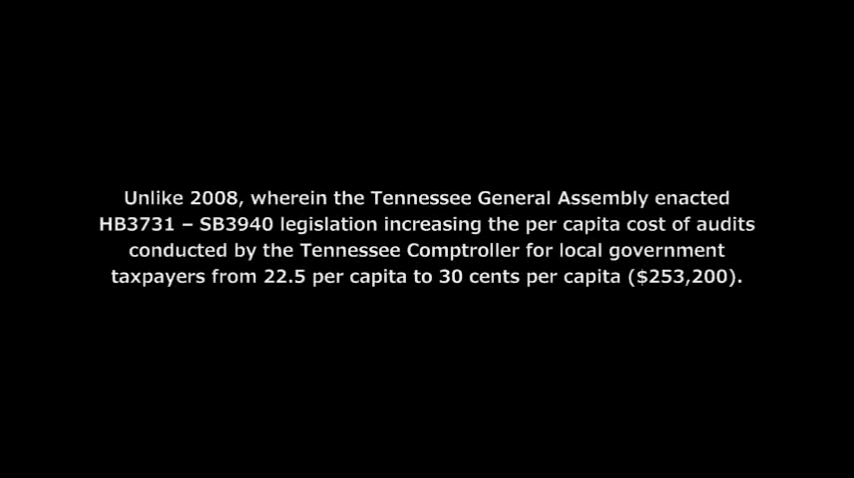 Unlike 2008, wherein the Tennessee General Assembly enacted
HB3731 – SB3940 legislation increasing the per capita cost of audits
conducted by the Tennessee Comptroller for local government
taxpayers from 22.5 per capita to 30 cents per capita ($253,200).